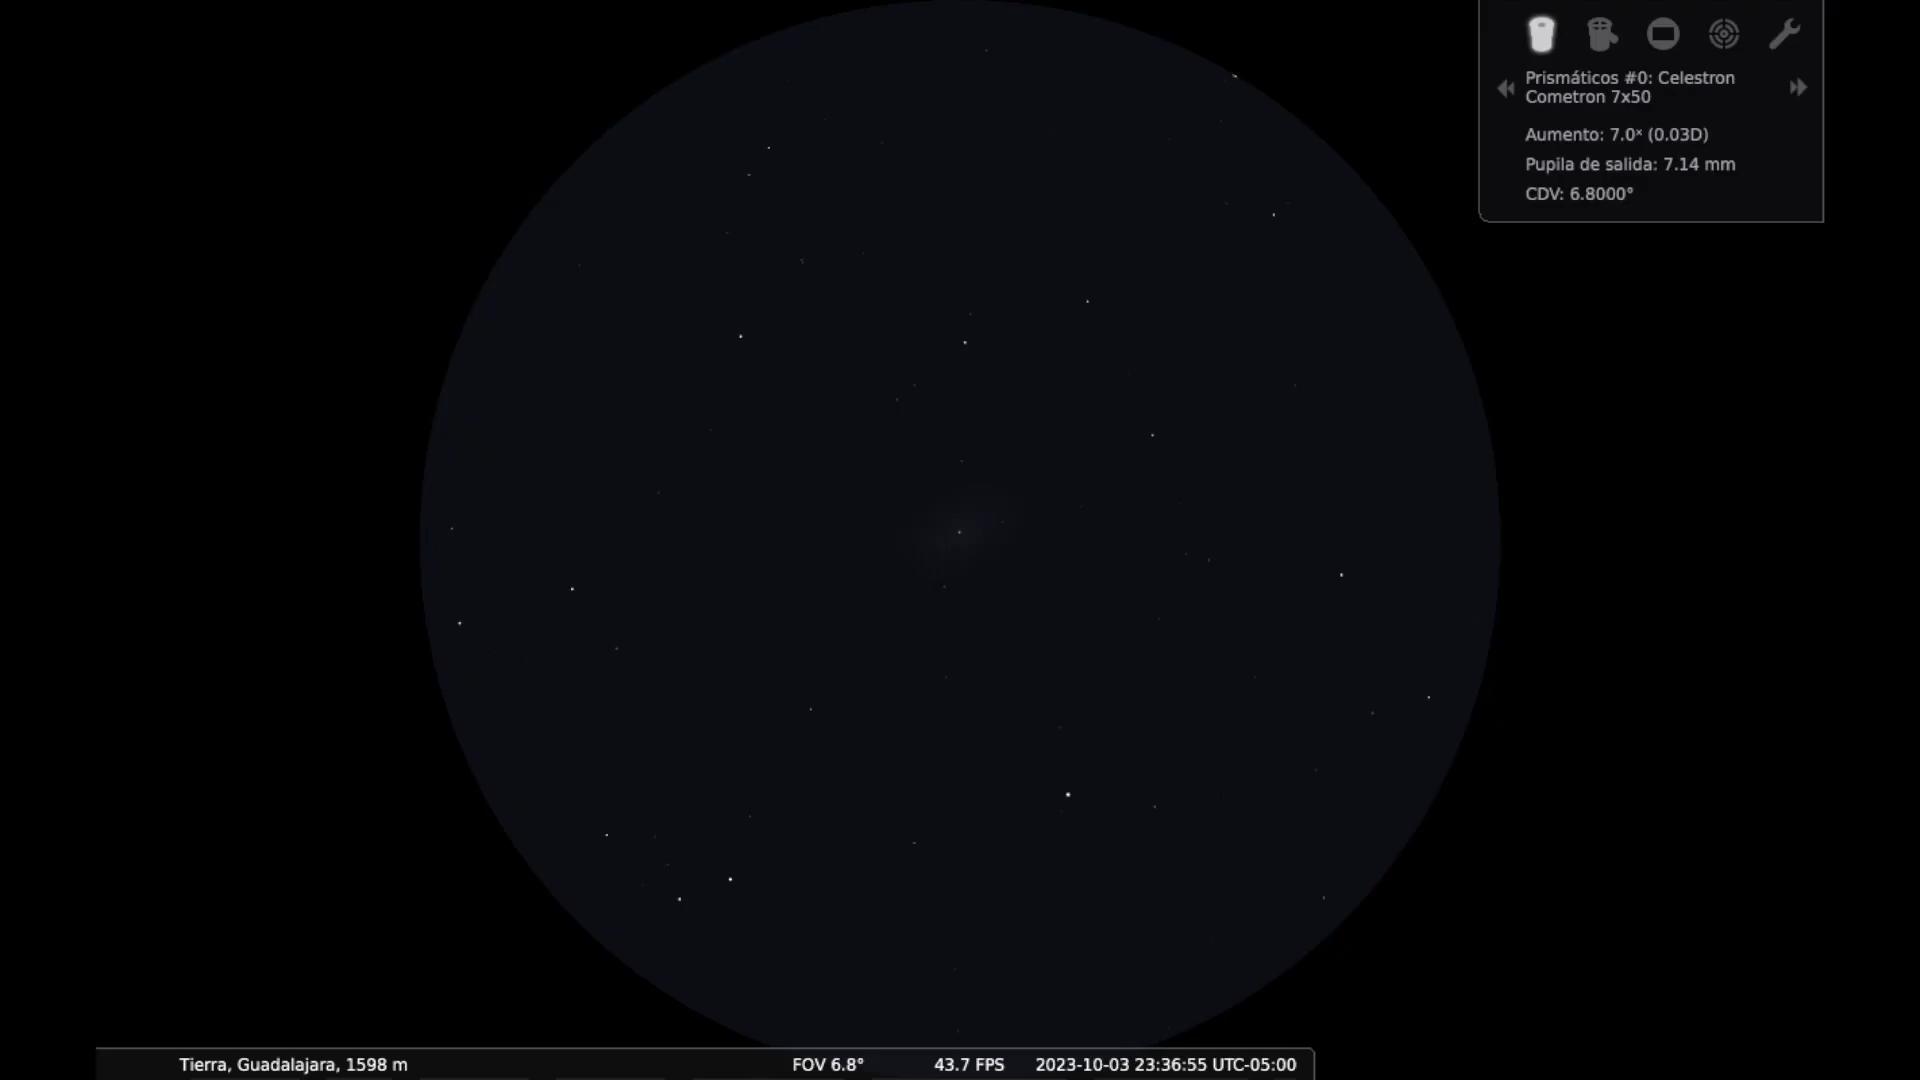 Prismáticos #0: Celestron
Cometron 7x50
Aumento: 7.0ˣ (0.03D)
Pupila de salida: 7.14 mm
CDV: 6.8000°
Tierra, Guadalajara, 1598 m FOV 6.8° 43.7 FPS 2023-10-03 23:36:55 UTC-05:00